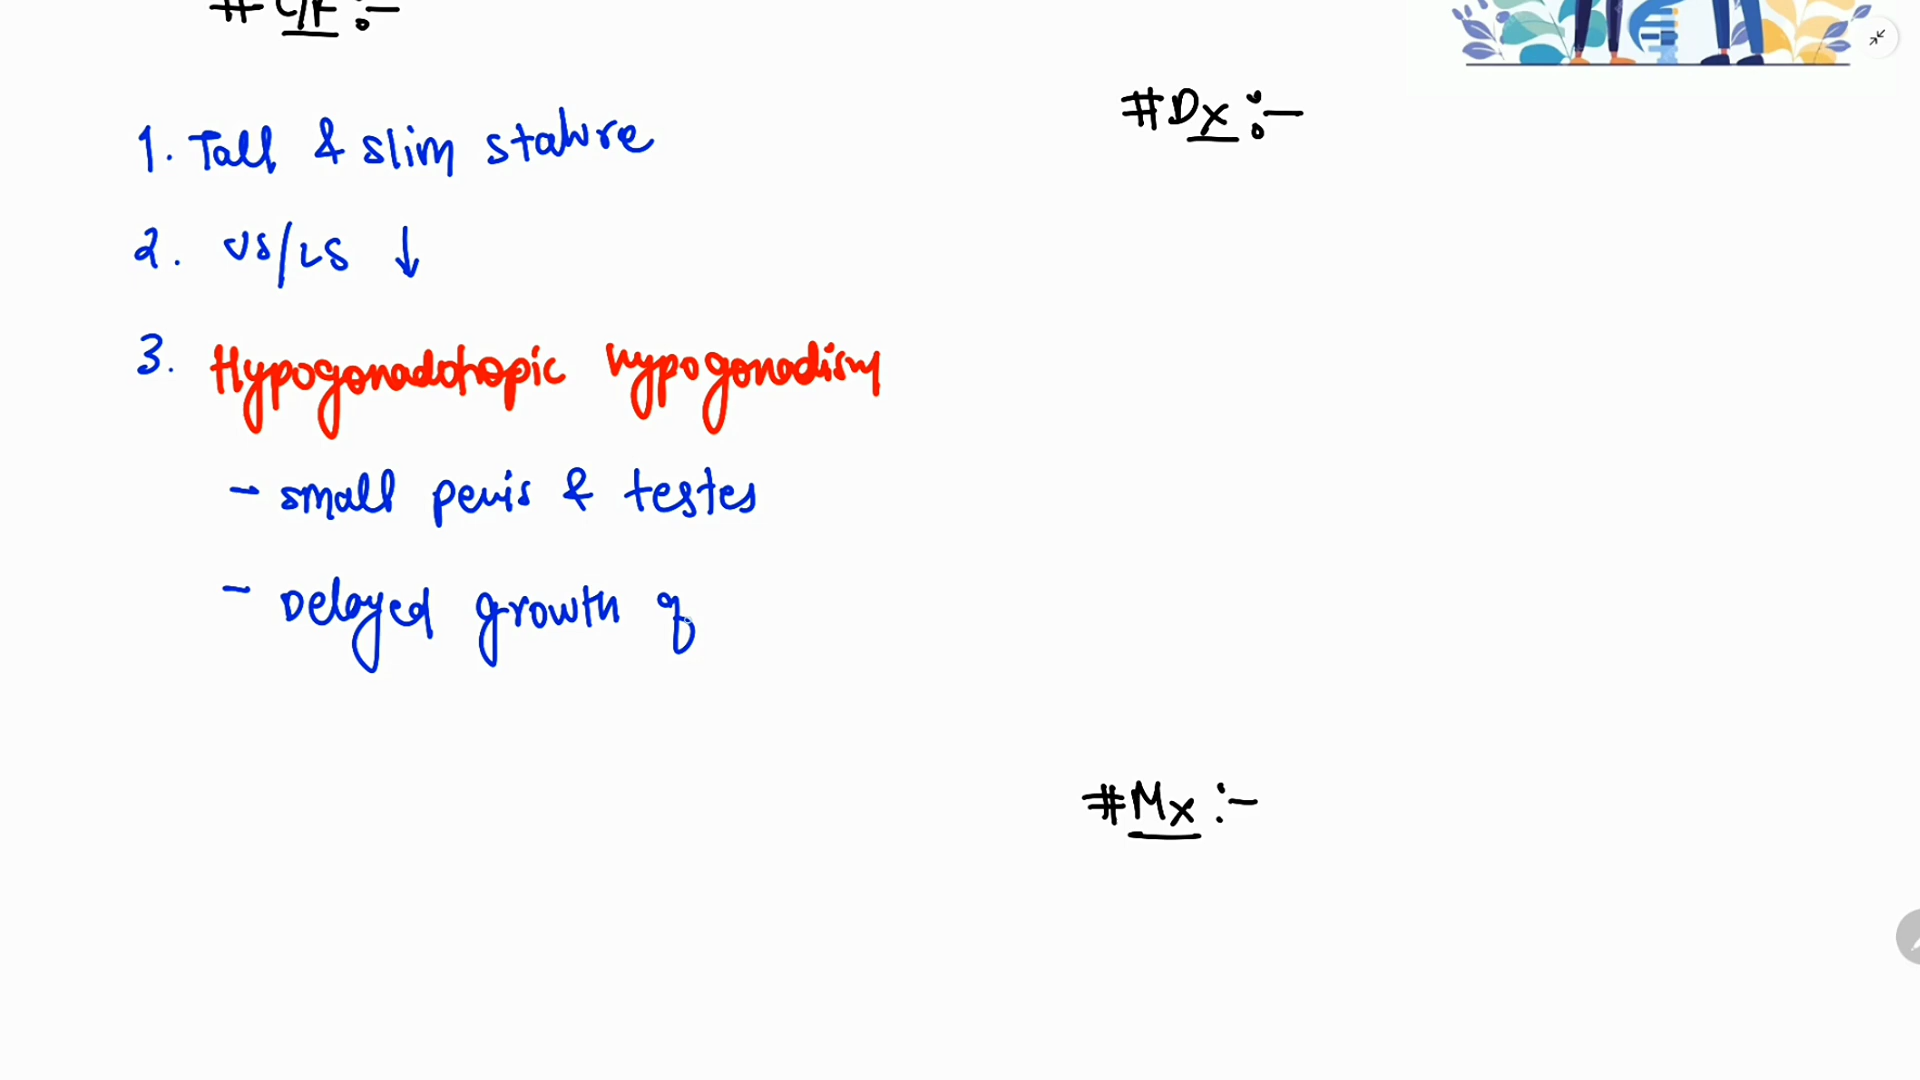 # C/F :-
1. Tall & slim stature
2. US/LS ↓
3. Hypogonadotropic hypogonadism
- small penis & testes
- Delayed growth of
# Dx :-
# Mx :-